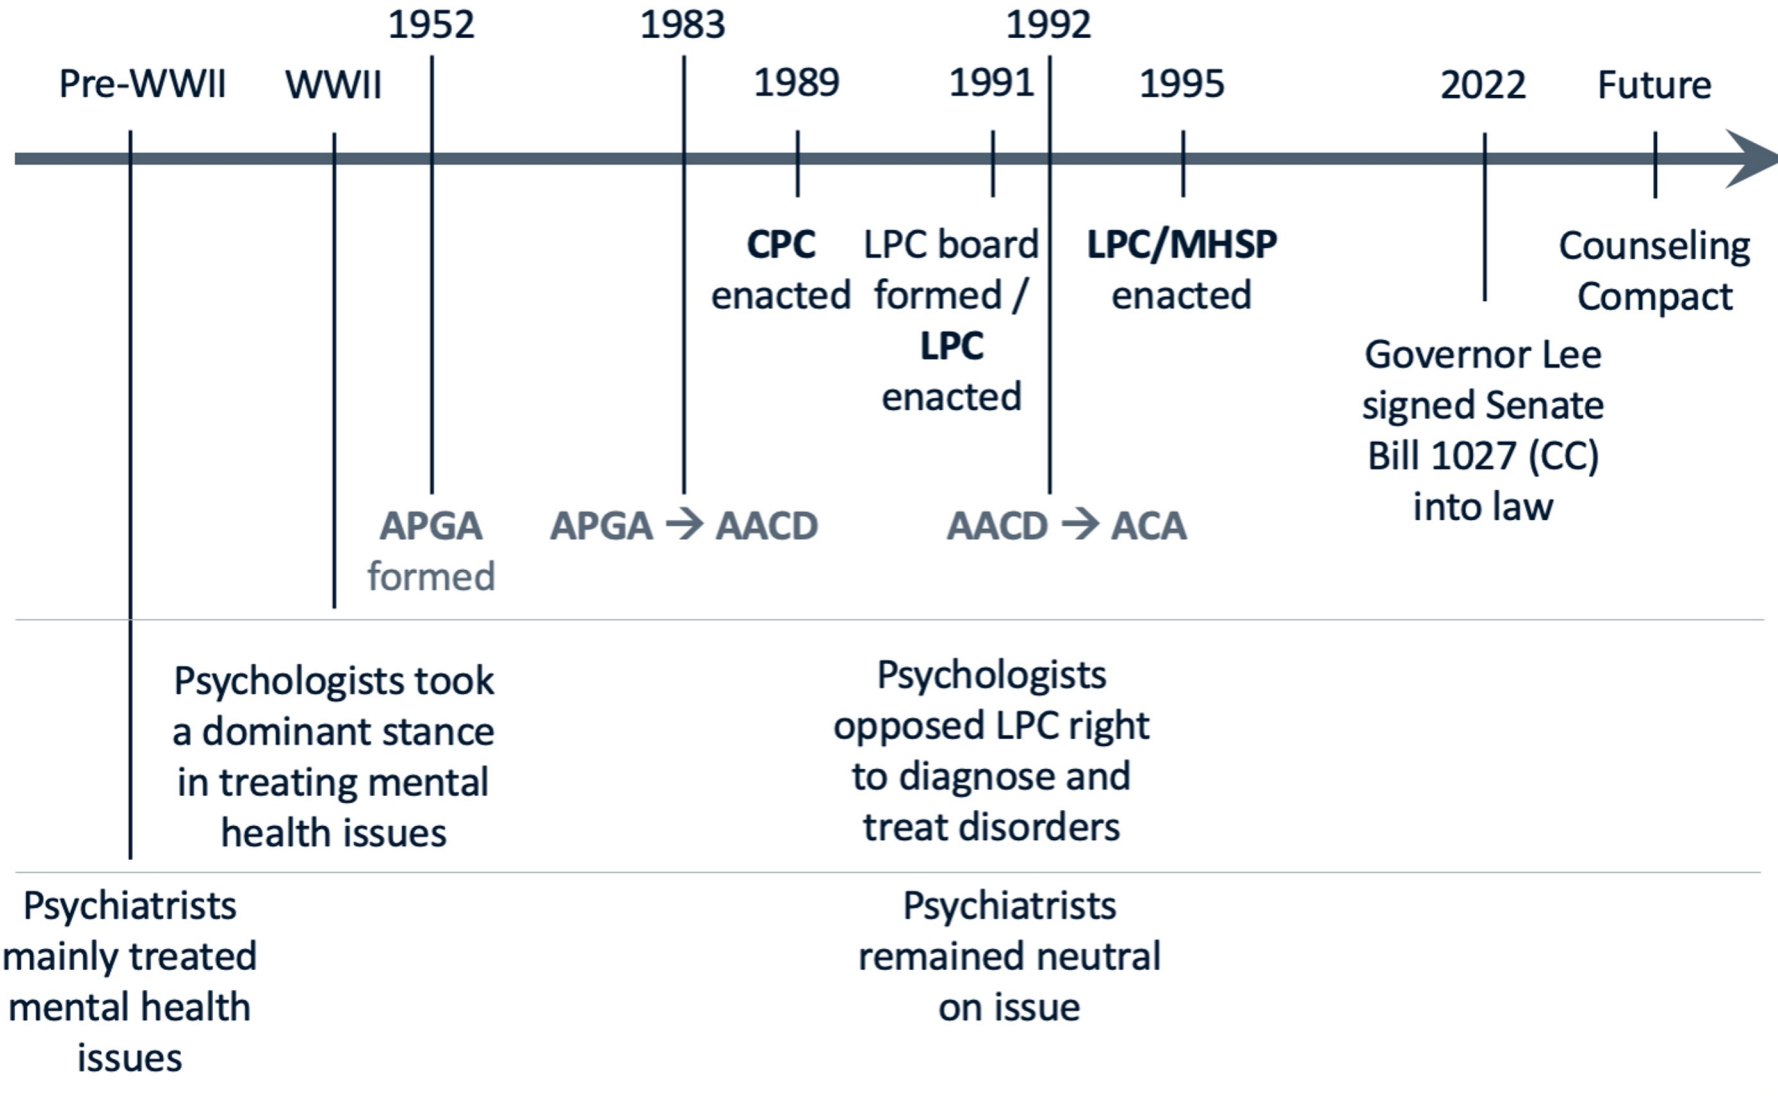 1952
1983
1992
Pre-WWII
WWII
1989
1991
1995
2022
Future
CPC
enacted
LPC board
formed /
LPC
enacted
LPC/MHSP
enacted
Governor Lee
signed Senate
Bill 1027 (CC)
into law
Counseling
Compact
APGA
formed
APGA → AACD
AACD → ACA
Psychologists took
a dominant stance
in treating mental
health issues
Psychologists
opposed LPC right
to diagnose and
treat disorders
Psychiatrists
mainly treated
mental health
issues
Psychiatrists
remained neutral
on issue